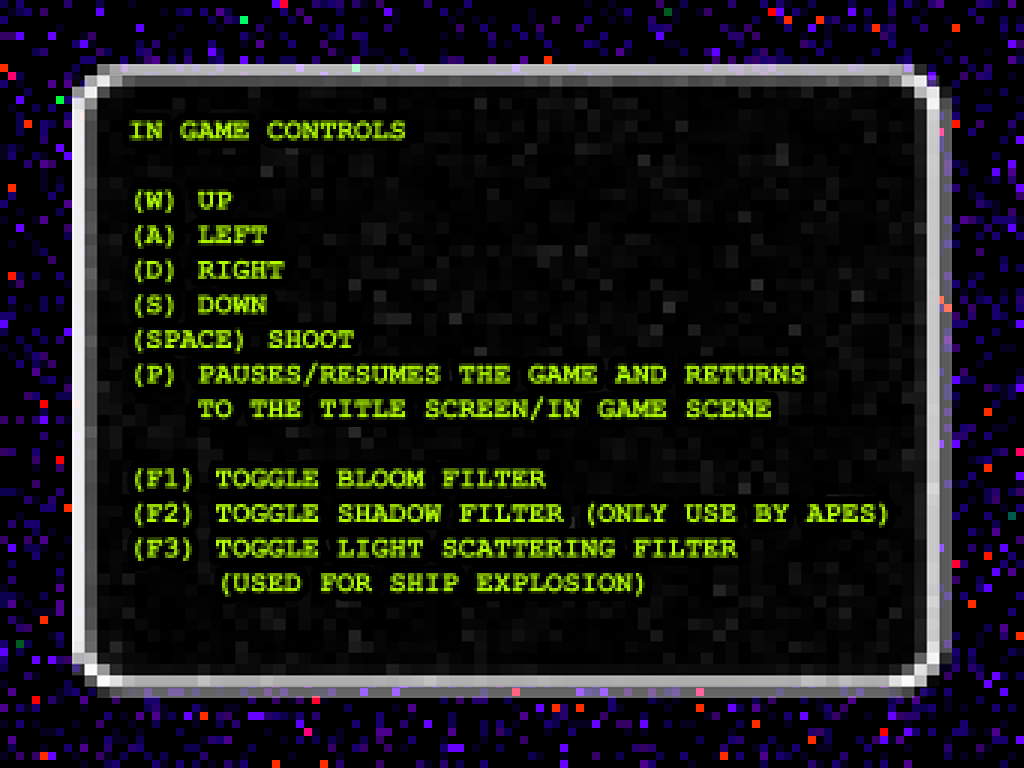 IN GAME CONTROLS
(W) UP
(A) LEFT
(D) RIGHT
(S) DOWN
(SPACE) SHOOT
(P) PAUSES/RESUMES THE GAME AND RETURNS
TO THE TITLE SCREEN/IN GAME SCENE
(F1) TOGGLE BLOOM FILTER
(F2) TOGGLE SHADOW FILTER (ONLY USE BY APES)
(F3) TOGGLE LIGHT SCATTERING FILTER
(USED FOR SHIP EXPLOSION)